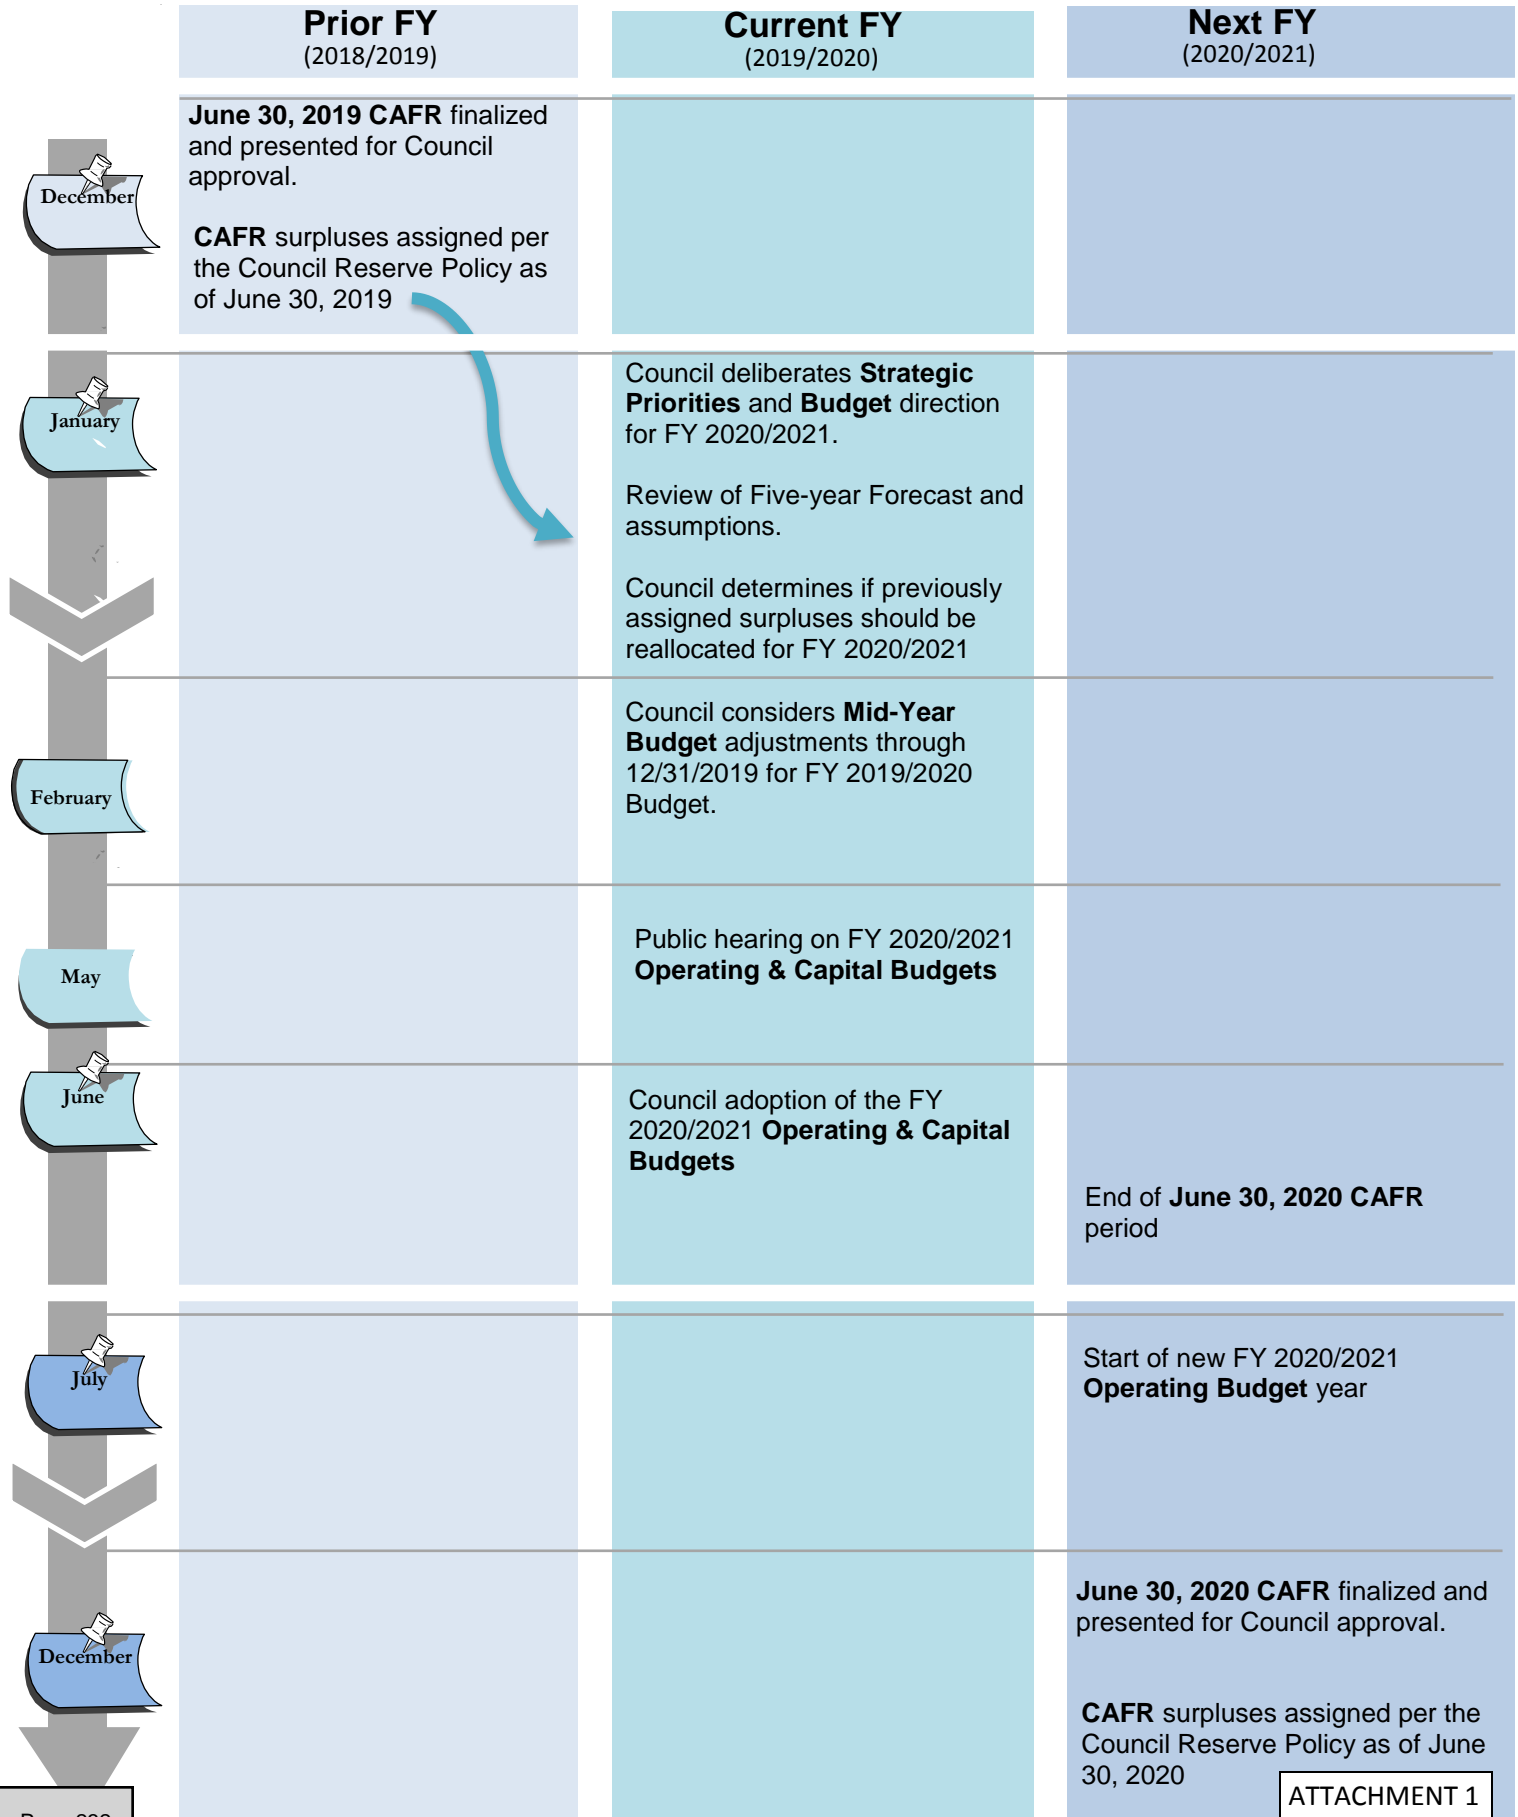 Prior FY
(2018/2019)
Current FY
(2019/2020)
Next FY
(2020/2021)
December
June 30, 2019 CAFR finalized
and presented for Council
approval.
CAFR surpluses assigned per
the Council Reserve Policy as
of June 30, 2019
January
Council deliberates Strategic
Priorities and Budget direction
for FY 2020/2021.
Review of Five-year Forecast and
assumptions.
Council determines if previously
assigned surpluses should be
reallocated for FY 2020/2021
February
Council considers Mid-Year
Budget adjustments through
12/31/2019 for FY 2019/2020
Budget.
May
Public hearing on FY 2020/2021
Operating & Capital Budgets
June
Council adoption of the FY
2020/2021 Operating & Capital
Budgets
End of June 30, 2020 CAFR
period
July
Start of new FY 2020/2021
Operating Budget year
December
June 30, 2020 CAFR finalized and
presented for Council approval.
CAFR surpluses assigned per the
Council Reserve Policy as of June
30, 2020
ATTACHMENT 1